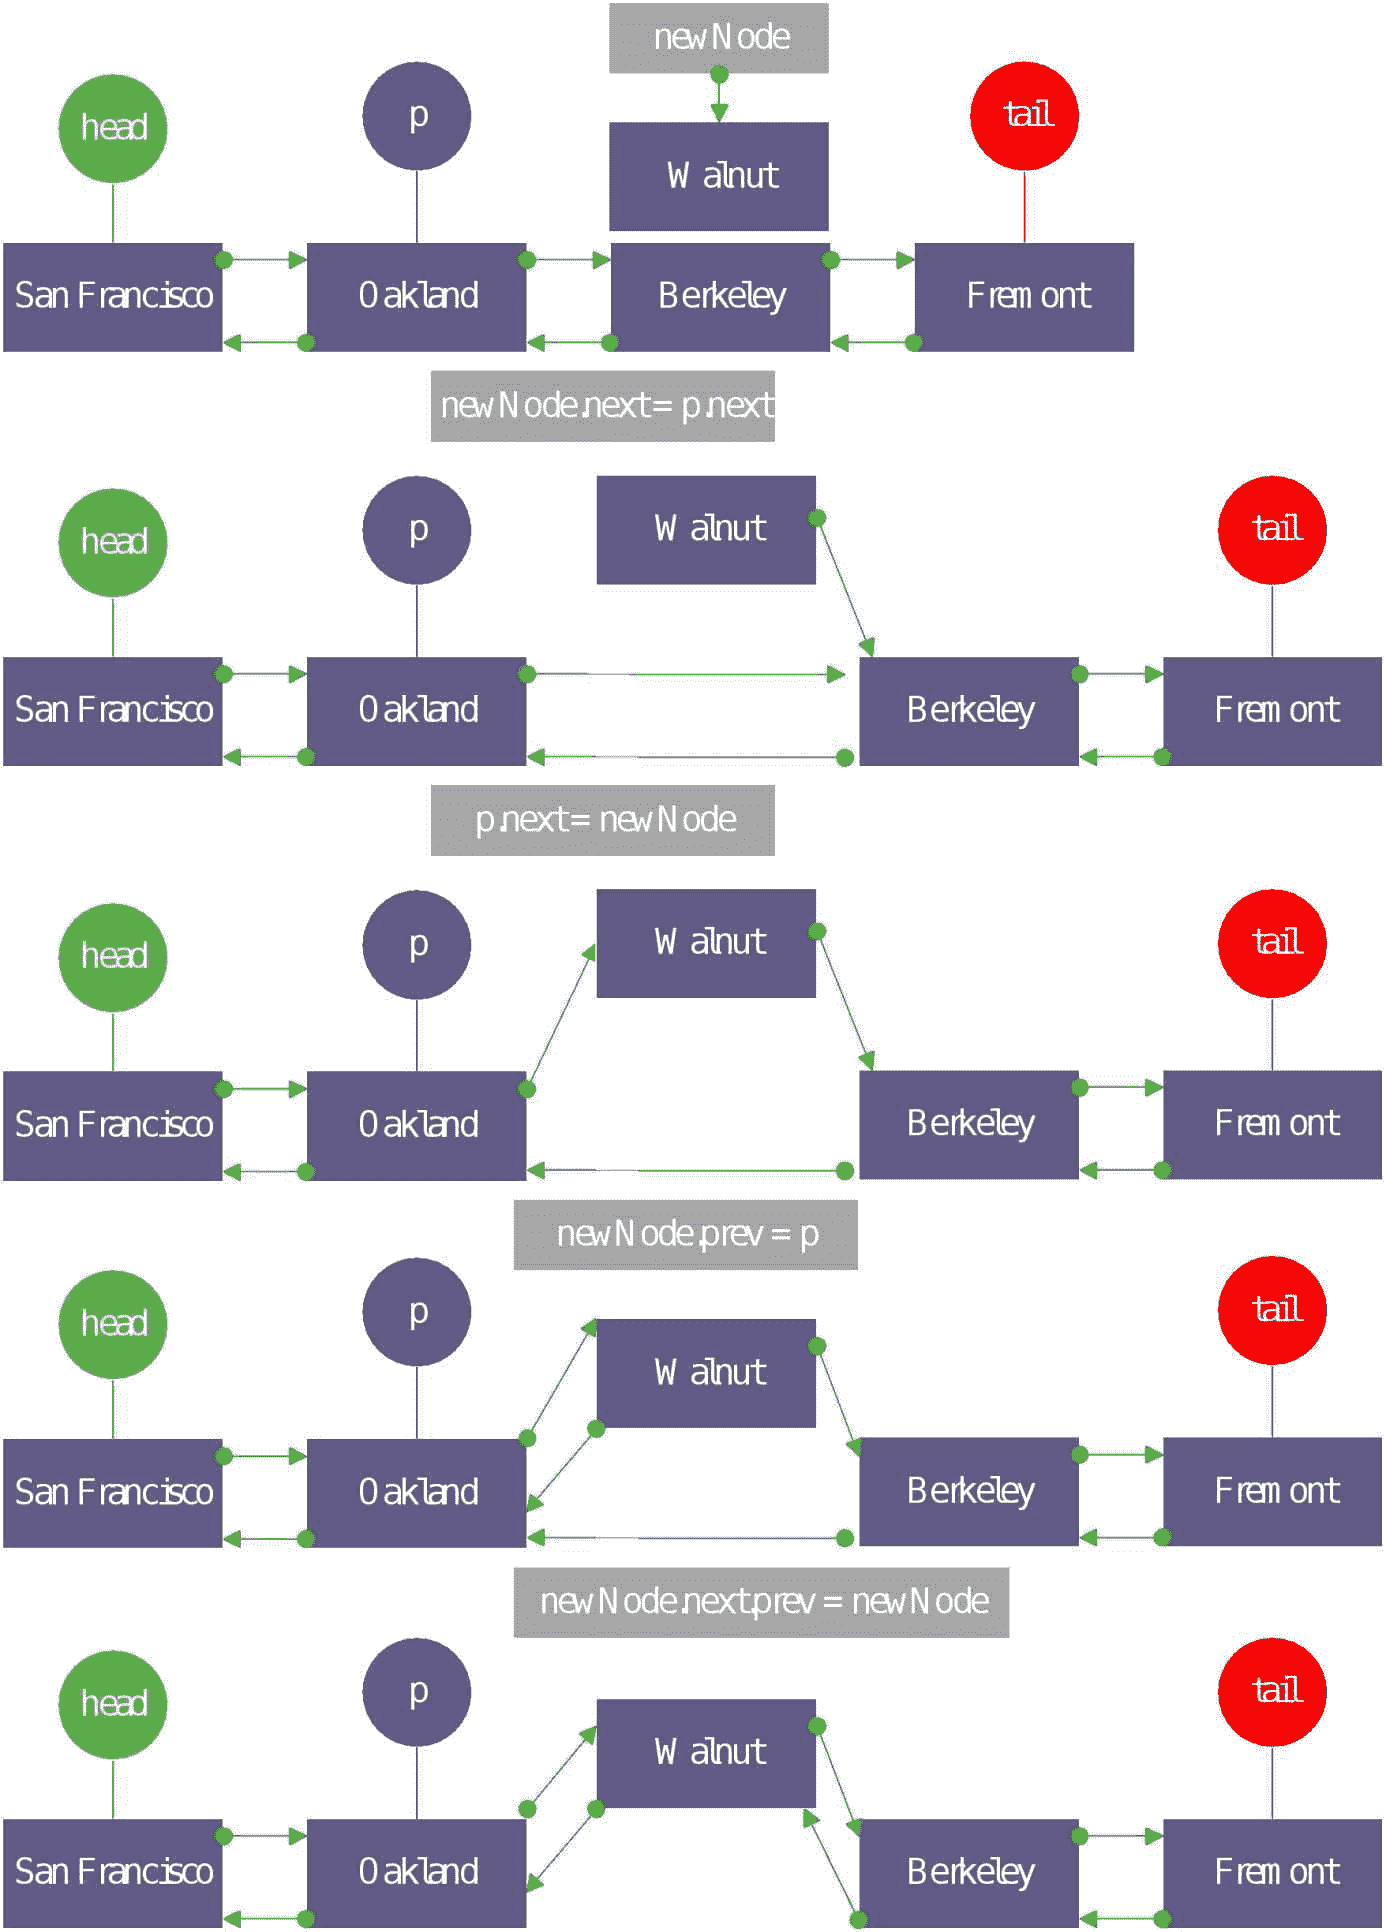 newNode
head p tail
Walnut
San Francisco Oakland Berkeley Fremont
newNode.next = p.next
head p Walnut tail
San Francisco Oakland Berkeley Fremont
p.next = newNode
head p Walnut tail
San Francisco Oakland Berkeley Fremont
newNode.prev = p
head p tail
Walnut
San Francisco Oakland Berkeley Fremont
newNode.next.prev = newNode
head p tail
Walnut
San Francisco Oakland Berkeley Fremont